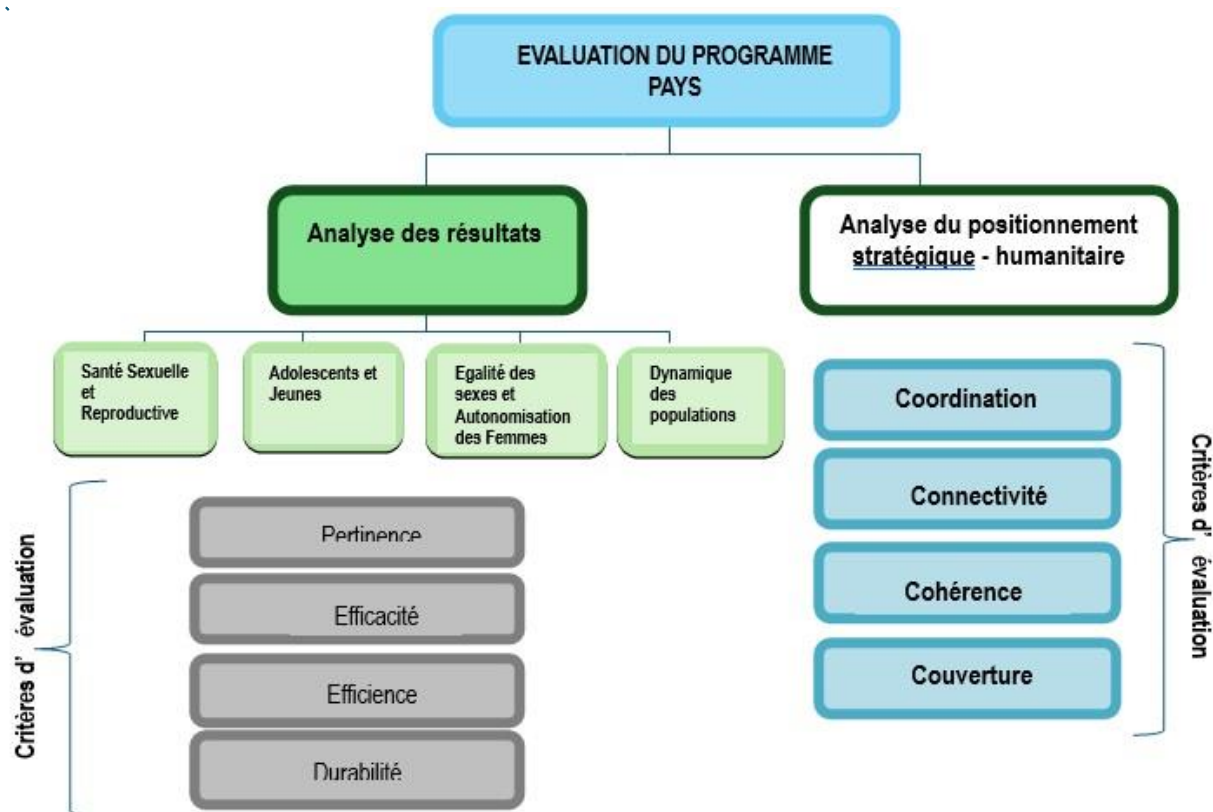 EVALUATION DU PROGRAMME
PAYS
Analyse des résultats
Analyse du positionnement
stratégique - humanitaire
Santé Sexuelle
et
Reproductive
Adolescents et
Jeunes
Egalité des
sexes et
Autonomisation
des Femmes
Dynamique
des
populations
Critères d' évaluation
Pertinence
Efficacité
Efficience
Durabilité
Coordination
Connectivité
Cohérence
Couverture
Critères d' évaluation